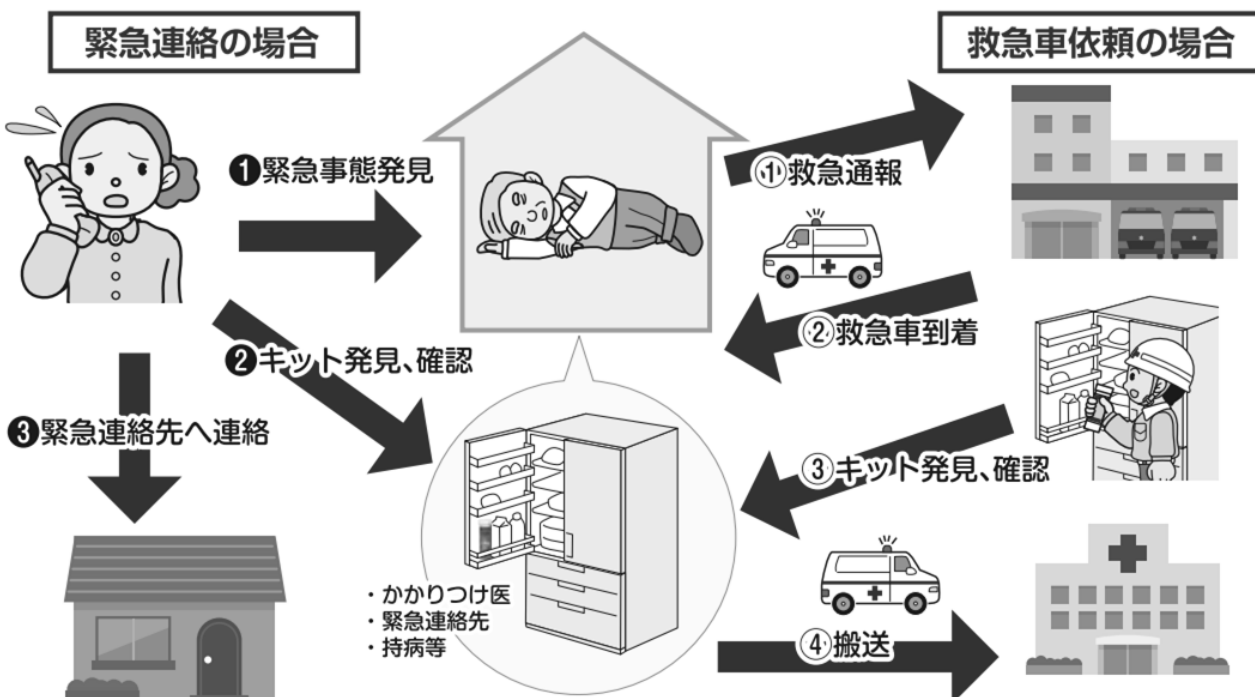 緊急連絡の場合
❶緊急事態発見
❷キット発見、確認
❸緊急連絡先へ連絡
・かかりつけ医
・緊急連絡先
・持病等
救急車依頼の場合
①救急通報
②救急車到着
③キット発見、確認
④搬送